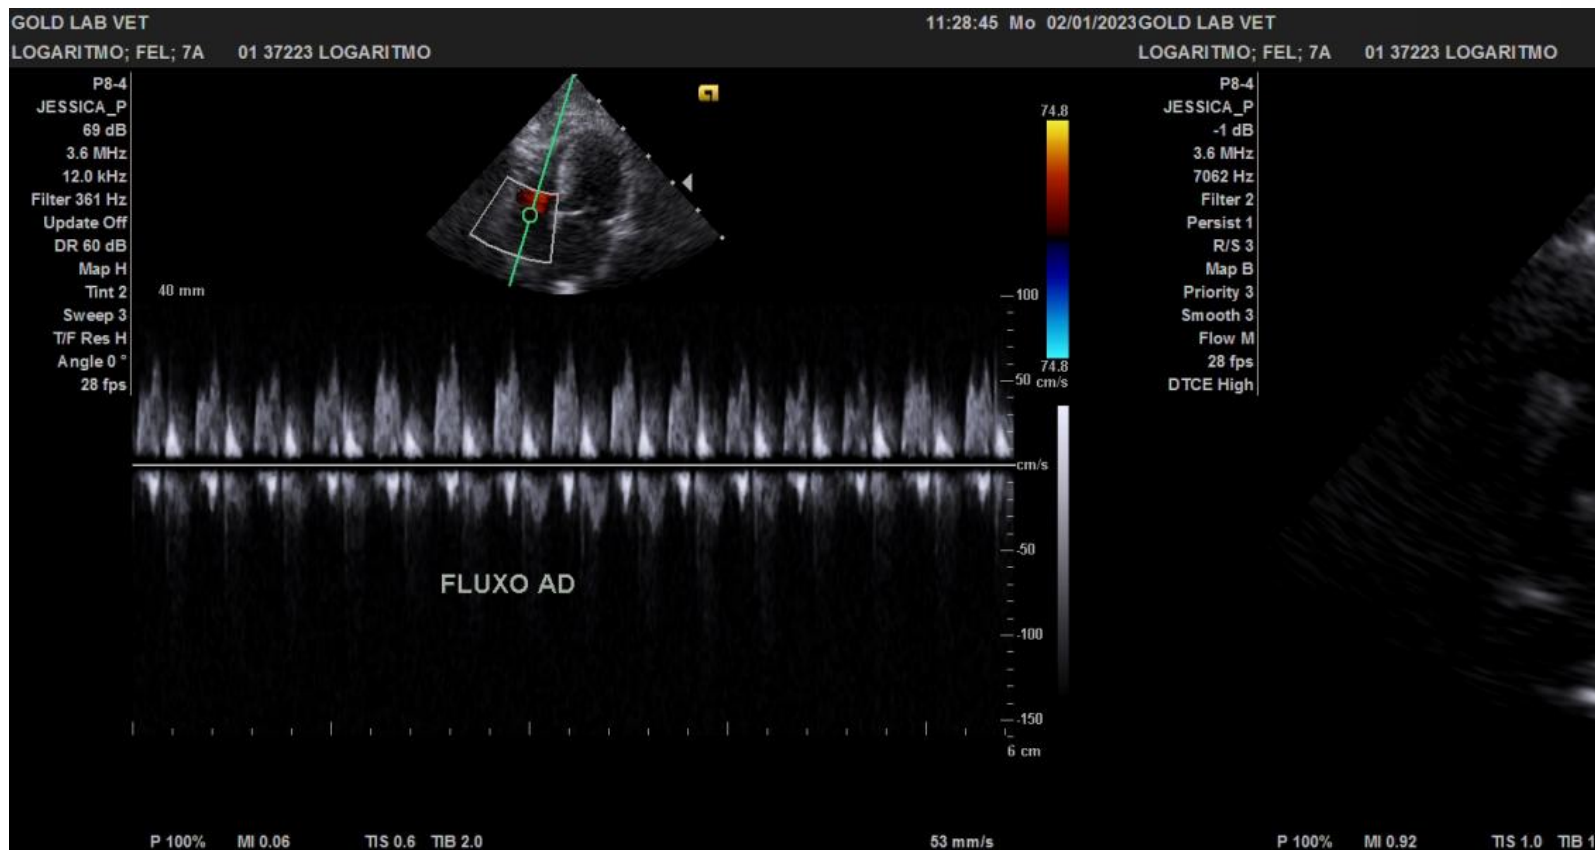 GOLD LAB VET
11:28:45 Mo 02/01/2023
LOGARITMO; FEL; 7A 01 37223 LOGARITMO
P8-4
JESSICA_P
69 dB
3.6 MHz
12.0 kHz
Filter 361 Hz
Update Off
DR 60 dB
Map H
Tint 2
Sweep 3
T/F Res H
Angle 0 °
28 fps
40 mm
74.8
74.8
cm/s
100
50
cm/s
-50
-100
-150
6 cm
FLUXO AD
P 100% MI 0.06 TIS 0.6 TIB 2.0 53 mm/s
GOLD LAB VET
LOGARITMO; FEL; 7A 01 37223 LOGARITMO
P8-4
JESSICA_P
-1 dB
3.6 MHz
7062 Hz
Filter 2
Persist 1
R/S 3
Map B
Priority 3
Smooth 3
Flow M
28 fps
DTCE High
P 100% MI 0.92 TIS 1.0 TIB